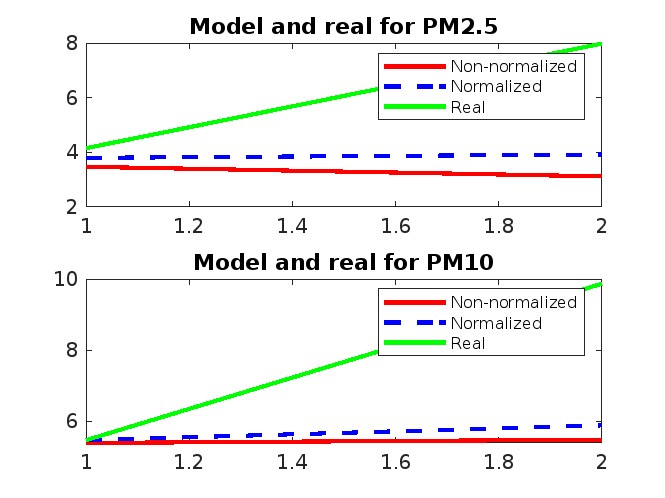 Model and real for PM2.5
8
6
4
2
Non-normalized
Normalized
Real
1 1.2 1.4 1.6 1.8 2
Model and real for PM10
10
8
6
Non-normalized
Normalized
Real
1 1.2 1.4 1.6 1.8 2